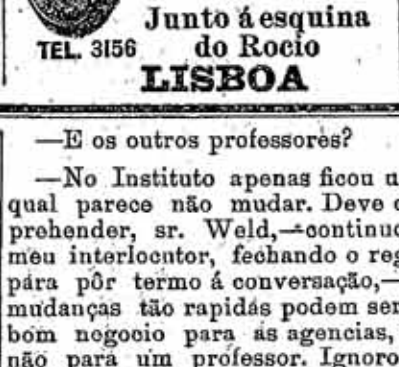 Junto á esquina
TEL. 3156 do Rocio
LISBOA
—E os outros professores?
—No Instituto apenas ficou u
qual parece não mudar. Deve c
prehender, sr. Weld,—continuo
meu interlocutor, fechando o reg
para pôr termo á conversação,—
mudanças tão rapidas podem ser
bom negocio para as agencias,
não para um professor. Ignoro